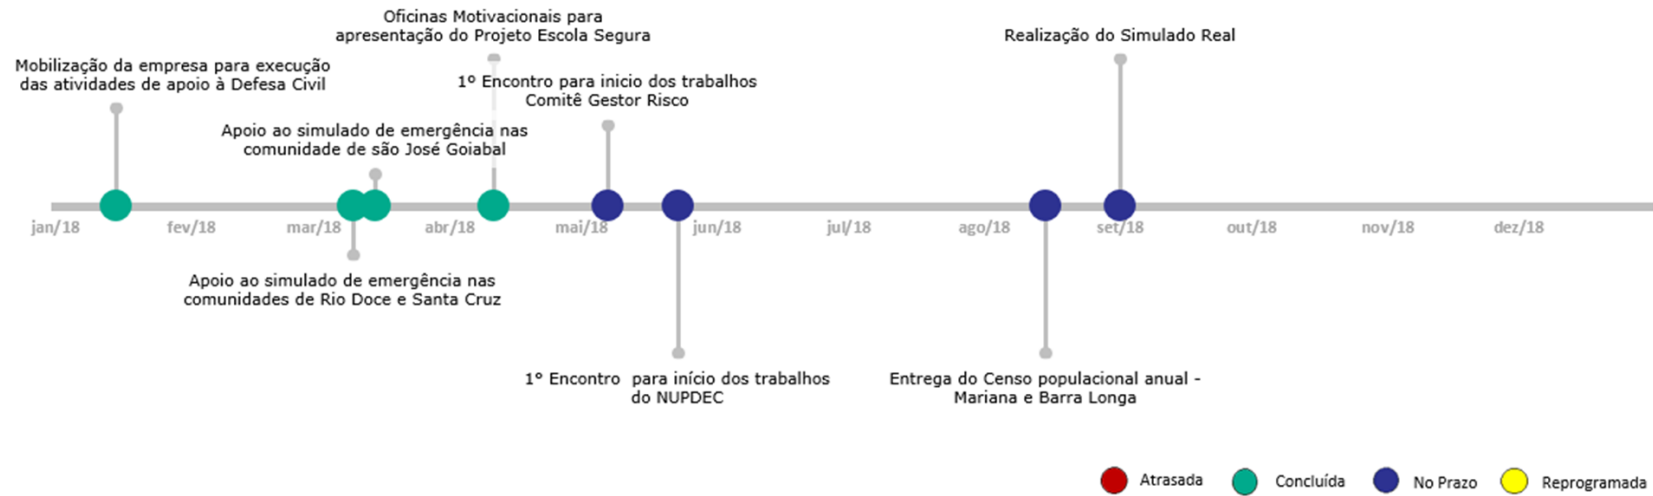 Oficinas Motivacionais para
apresentação do Projeto Escola Segura
Realização do Simulado Real
Mobilização da empresa para execução
das atividades de apoio à Defesa Civil
1º Encontro para inicio dos trabalhos
Comitê Gestor Risco
Apoio ao simulado de emergência nas
comunidade de são José Goiabal
jan/18 fev/18 mar/18 abr/18 mai/18 jun/18 jul/18 ago/18 set/18 out/18 nov/18 dez/18
Apoio ao simulado de emergência nas
comunidades de Rio Doce e Santa Cruz
1° Encontro  para início dos trabalhos
do NUPDEC
Entrega do Censo populacional anual -
Mariana e Barra Longa
Atrasada Concluída No Prazo Reprogramada